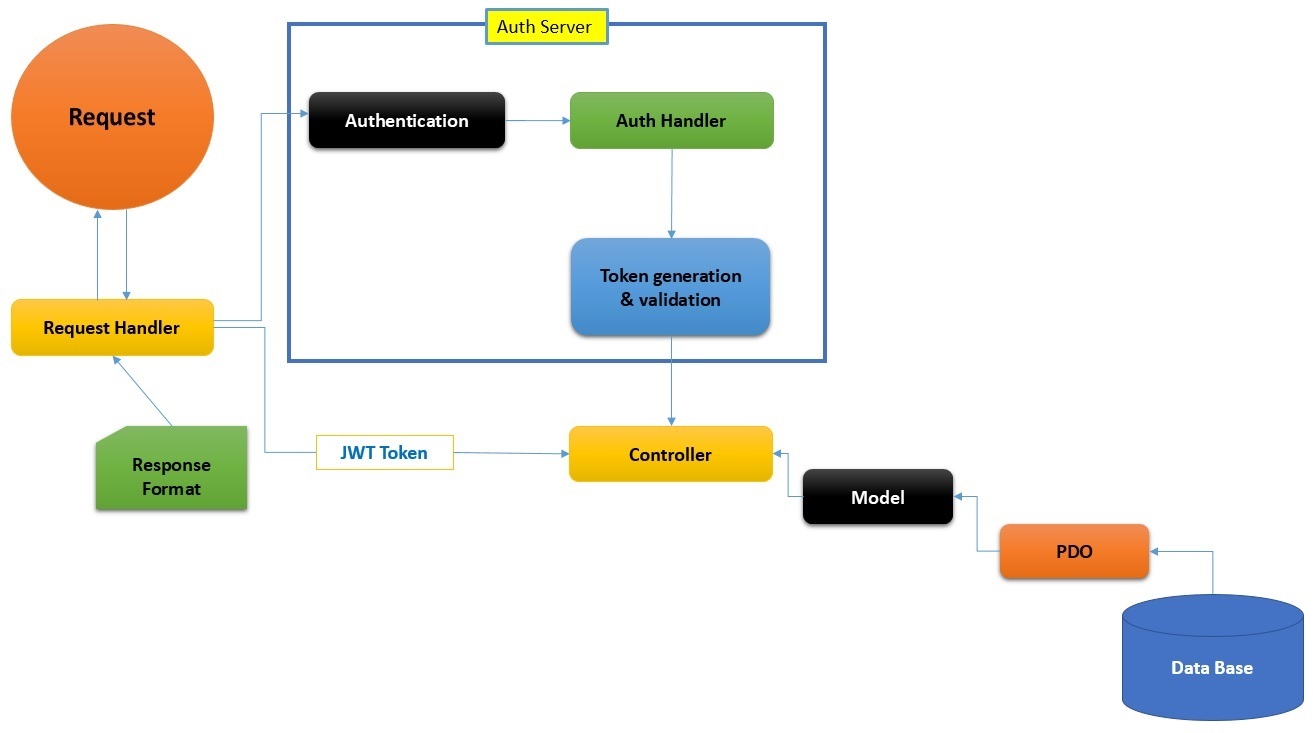 Auth Server
Request
Authentication
Auth Handler
Token generation
& validation
Request Handler
Response
Format
JWT Token
Controller
Model
PDO
Data Base